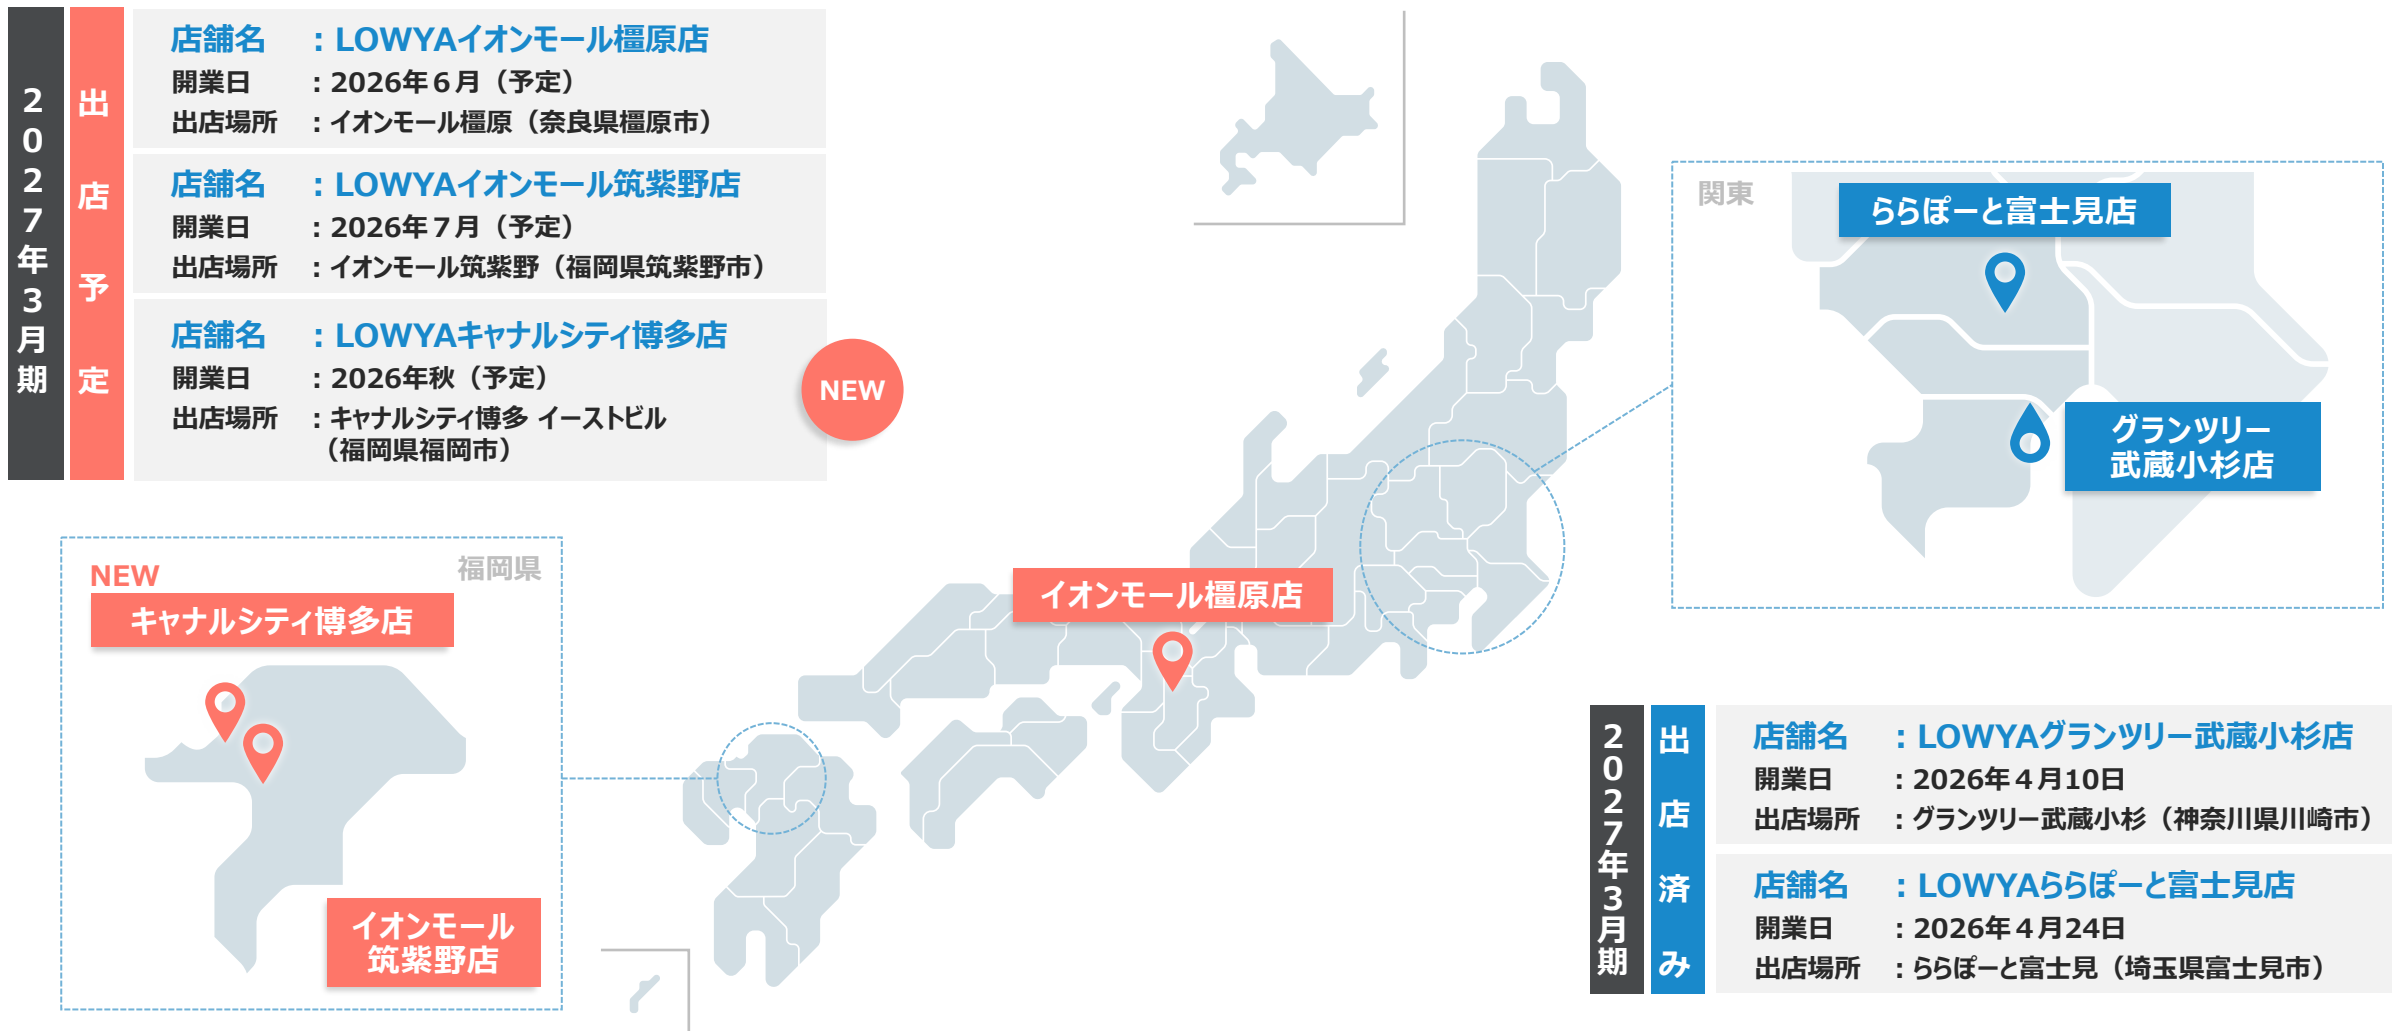 2027年3月期
出店予定
店舗名 : LOWYAイオンモール橿原店
開業日 : 2026年6月（予定）
出店場所 : イオンモール橿原（奈良県橿原市）
店舗名 : LOWYAイオンモール筑紫野店
開業日 : 2026年7月（予定）
出店場所 : イオンモール筑紫野（福岡県筑紫野市）
店舗名 : LOWYAキャナルシティ博多店
開業日 : 2026年秋（予定）
出店場所 : キャナルシティ博多 イーストビル
（福岡県福岡市）
NEW
関東
ららぽーと富士見店
グランツリー
武蔵小杉店
イオンモール橿原店
福岡県
NEW
キャナルシティ博多店
イオンモール
筑紫野店
2027年3月期
出店済み
店舗名 : LOWYAグランツリー武蔵小杉店
開業日 : 2026年4月10日
出店場所 : グランツリー武蔵小杉（神奈川県川崎市）
店舗名 : LOWYAららぽーと富士見店
開業日 : 2026年4月24日
出店場所 : ららぽーと富士見（埼玉県富士見市）